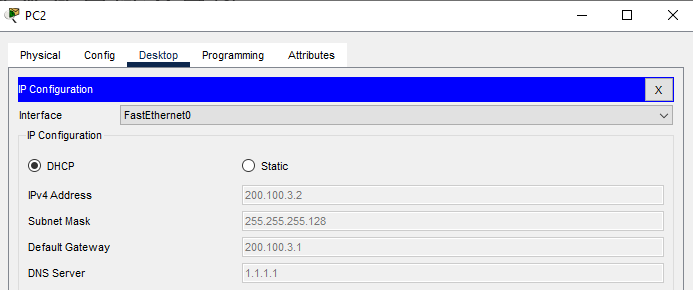 PC2
Physical Config Desktop Programming Attributes
IP Configuration X
Interface FastEthernet0
IP Configuration
DHCP Static
IPv4 Address 200.100.3.2
Subnet Mask 255.255.255.128
Default Gateway 200.100.3.1
DNS Server 1.1.1.1